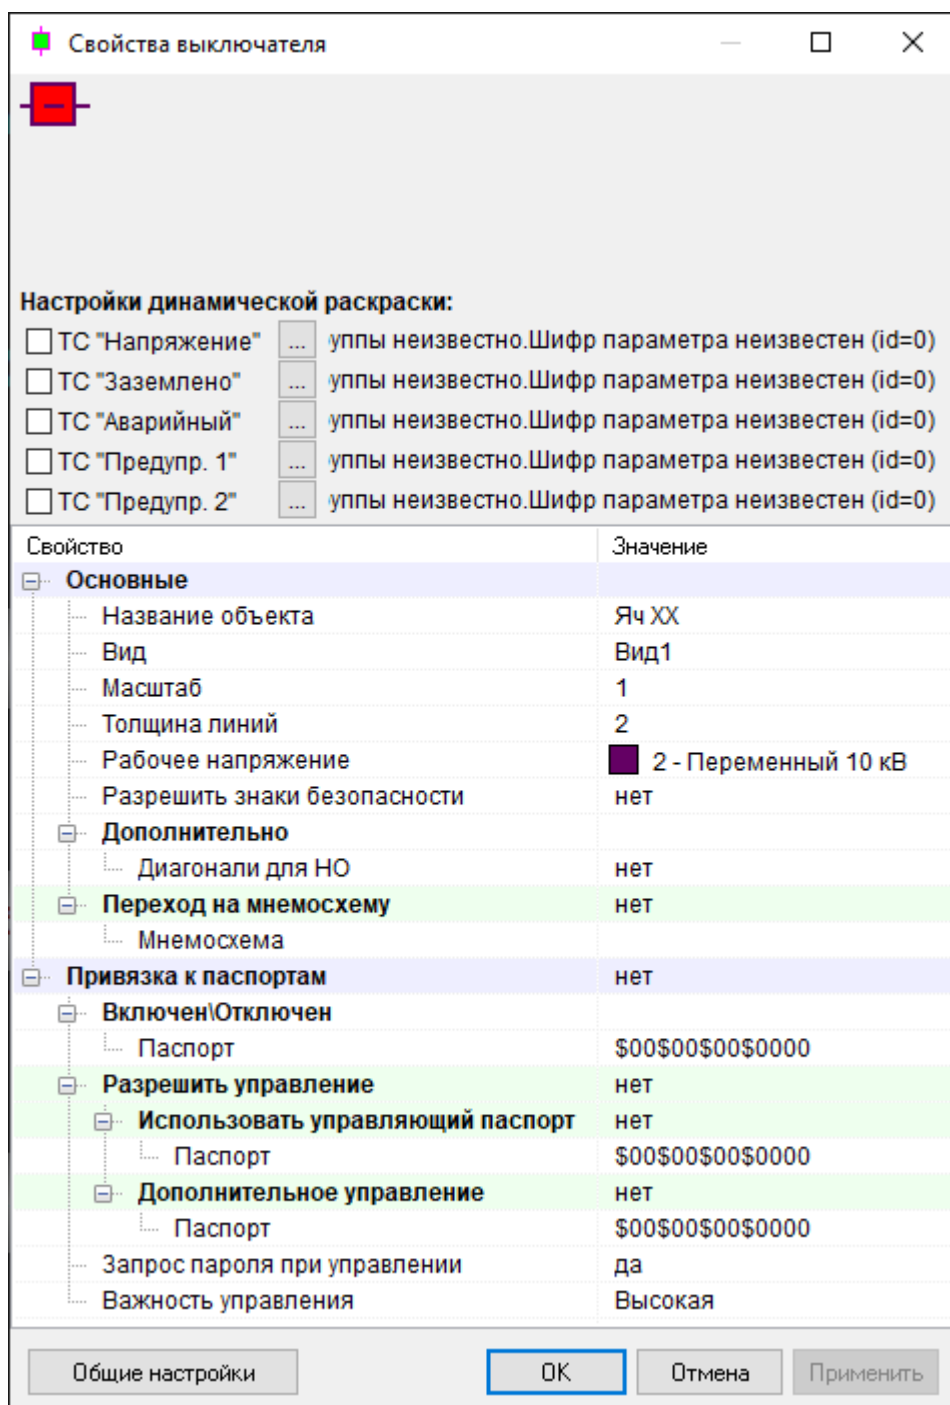 Свойства выключателя
Настройки динамической раскраски:
ТС "Напряжение" ... уппы неизвестно.Шифр параметра неизвестен (id=0)
ТС "Заземлено" ... уппы неизвестно.Шифр параметра неизвестен (id=0)
ТС "Аварийный" ... уппы неизвестно.Шифр параметра неизвестен (id=0)
ТС "Предупр. 1" ... уппы неизвестно.Шифр параметра неизвестен (id=0)
ТС "Предупр. 2" ... уппы неизвестно.Шифр параметра неизвестен (id=0)
Свойство Значение
Основные
Название объекта Яч XX
Вид Вид1
Масштаб 1
Толщина линий 2
Рабочее напряжение 2 - Переменный 10 кВ
Разрешить знаки безопасности нет
Дополнительно
Диагонали для НО нет
Переход на мнемосхему нет
Мнемосхема
Привязка к паспортам нет
Включен\Отключен
Паспорт $00$00$00$0000
Разрешить управление нет
Использовать управляющий паспорт нет
Паспорт $00$00$00$0000
Дополнительное управление нет
Паспорт $00$00$00$0000
Запрос пароля при управлении да
Важность управления Высокая
Общие настройки OK Отмена Применить